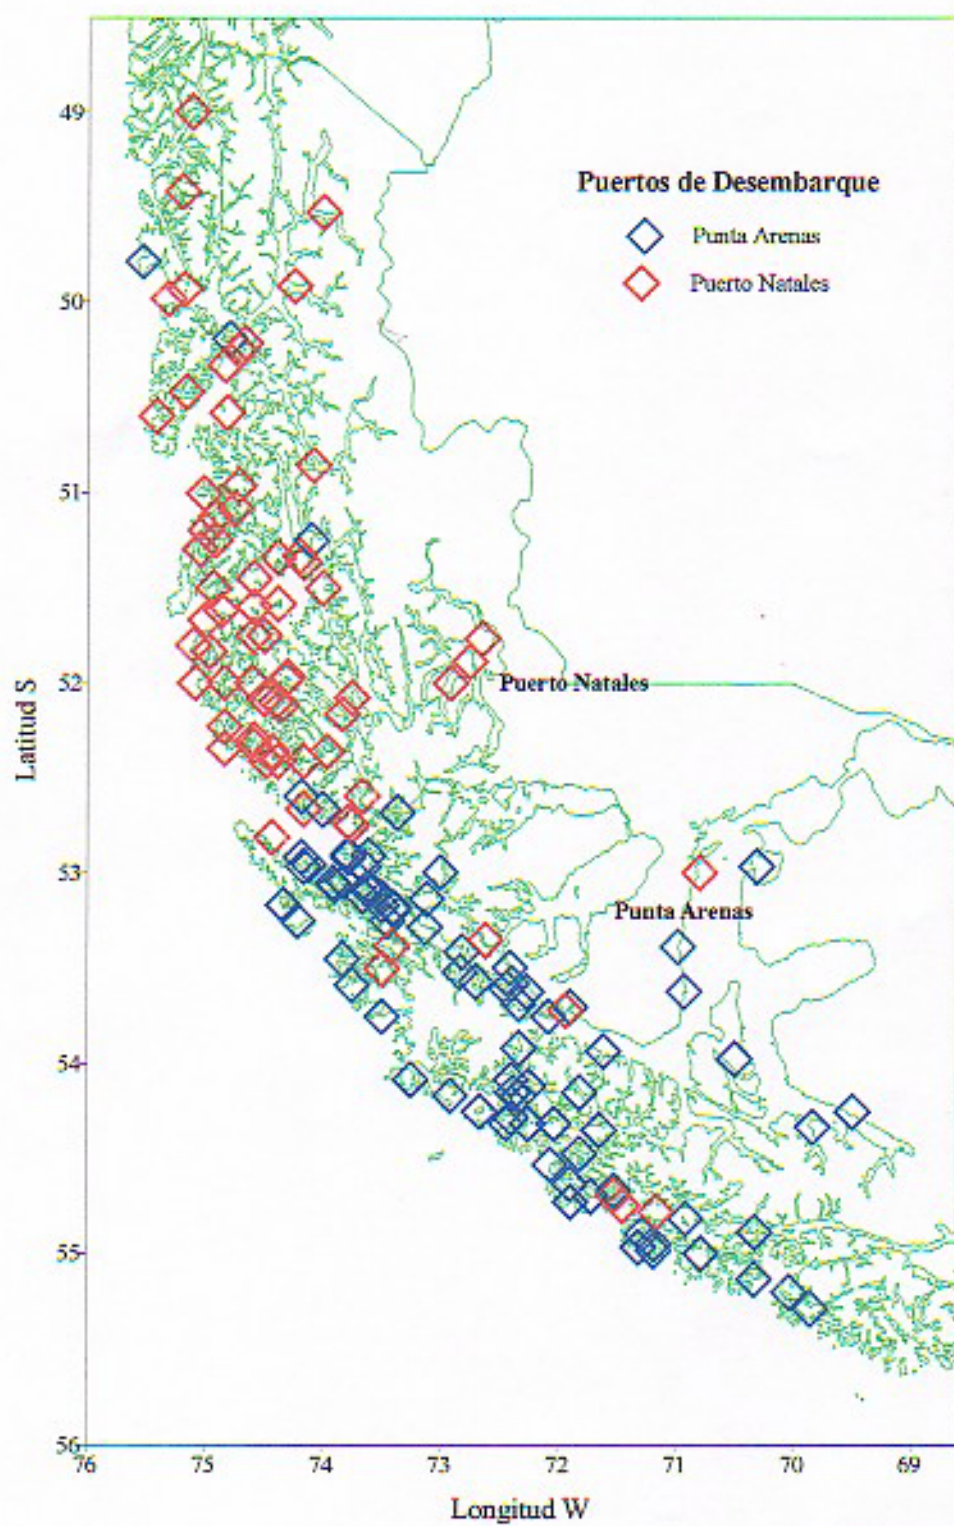 Puertos de Desembarque
Punta Arenas
Puerto Natales
49
50
51
52
53
54
55
56
Latitud S
Puerto Natales
Punta Arenas
76
75
74
73
72
71
70
69
Longitud W